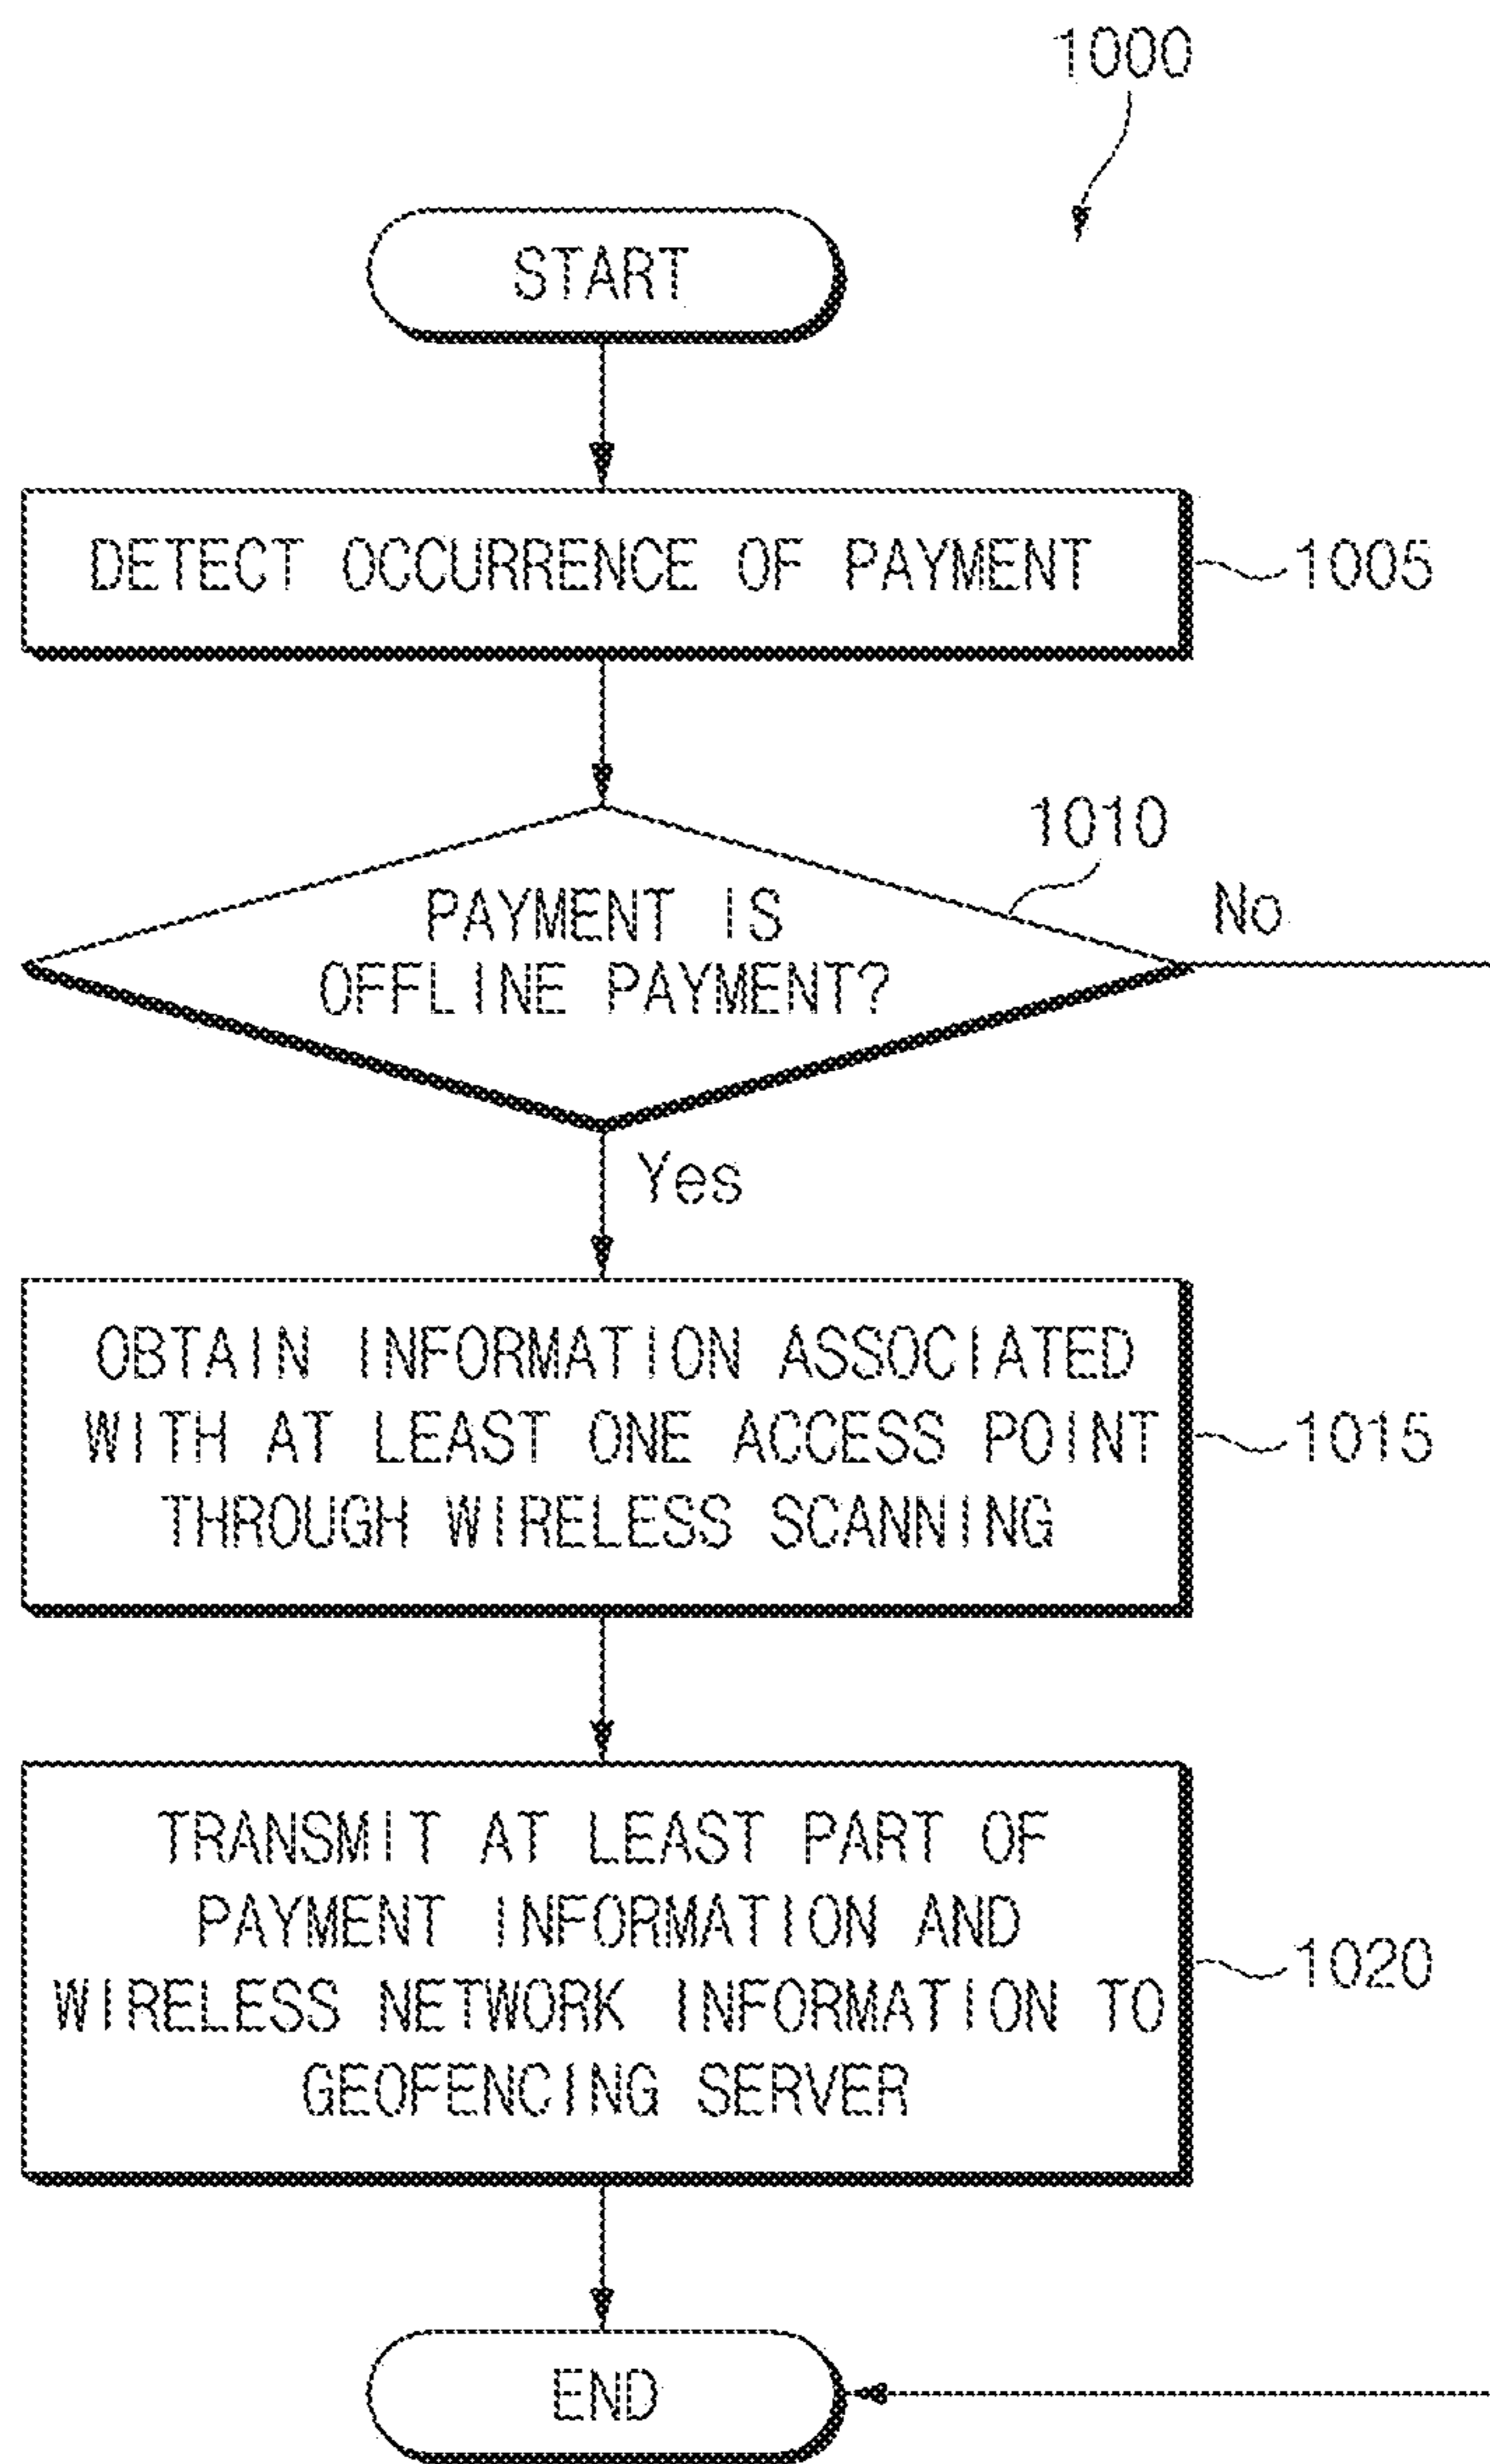 1000
START
DETECT OCCURRENCE OF PAYMENT
1005
1010
PAYMENT IS
OFFLINE PAYMENT?
No
Yes
OBTAIN INFORMATION ASSOCIATED
WITH AT LEAST ONE ACCESS POINT
THROUGH WIRELESS SCANNING
1015
TRANSMIT AT LEAST PART OF
PAYMENT INFORMATION AND
WIRELESS NETWORK INFORMATION TO
GEOFENCING SERVER
1020
END